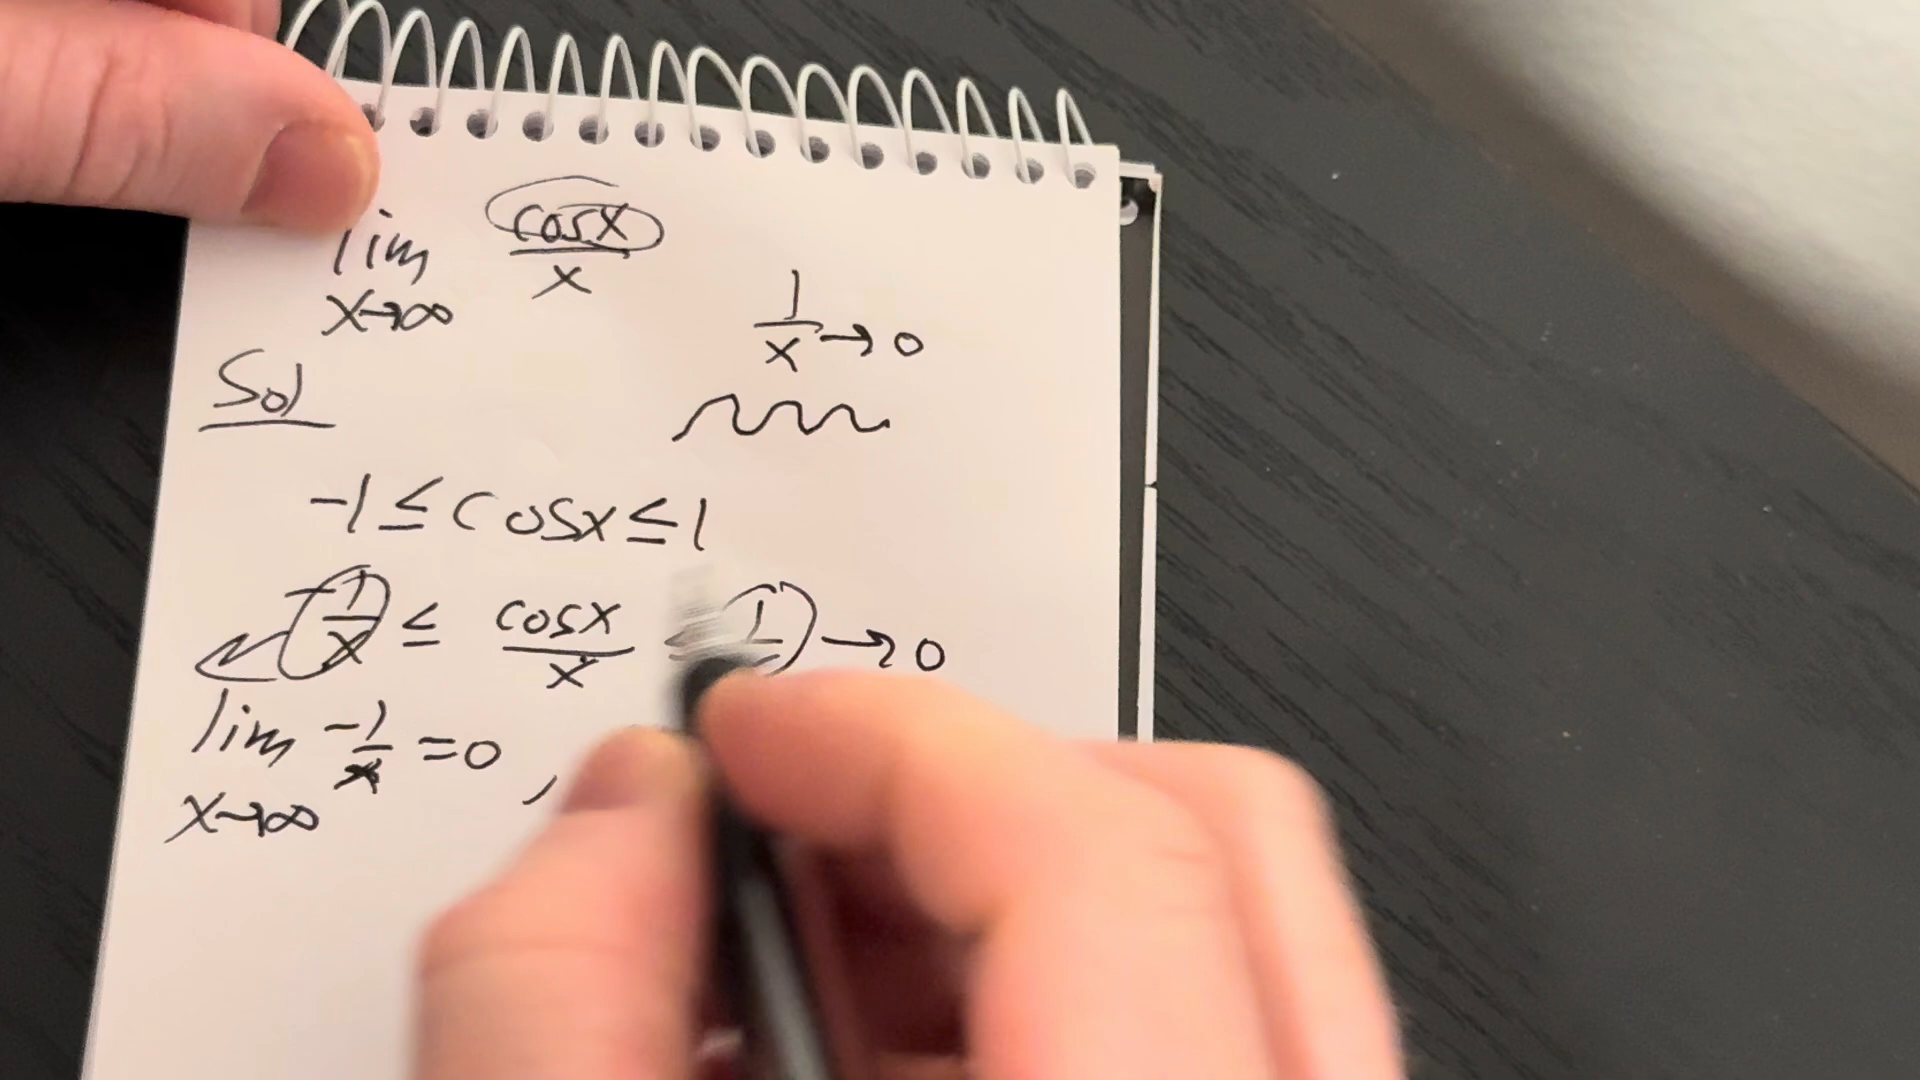 lim cosx/x
x→∞
1/x → 0
Sol
-1 ≤ cosx ≤ 1
-1/x ≤ cosx/x ≤ 1 → 0
lim -1/x = 0 ,
x→∞